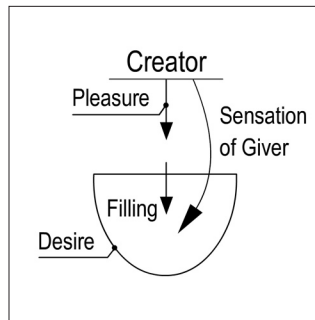 Creator
Pleasure
Sensation
of Giver
Filling
Desire